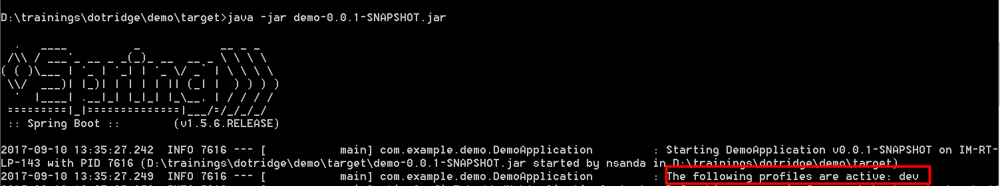 D:\trainings\dotridge\demo\target>java -jar demo-0.0.1-SNAPSHOT.jar
  .   ____          _            __ _ _
 /\\ / ___'_ __ _ _(_)_ __  __ _ \ \ \ \
( ( )\___ | '_ | '_| | '_ \/ _` | \ \ \ \
 \\/  ___)| |_)| | | | | || (_| |  ) ) ) )
  '  |____| .__|_| |_|_| |_\__, | / / / /
 =========|_|==============|___/=/_/_/_/
 :: Spring Boot ::        (v1.5.6.RELEASE)
2017-09-10 13:35:27.242  INFO 7616 --- [           main] com.example.demo.DemoApplication         : Starting DemoApplication v0.0.1-SNAPSHOT on IM-RT-
LP-143 with PID 7616 (D:\trainings\dotridge\demo\target\demo-0.0.1-SNAPSHOT.jar started by nsanda in D:\trainings\dotridge\demo\target)
2017-09-10 13:35:27.249  INFO 7616 --- [           main] com.example.demo.DemoApplication         : The following profiles are active: dev